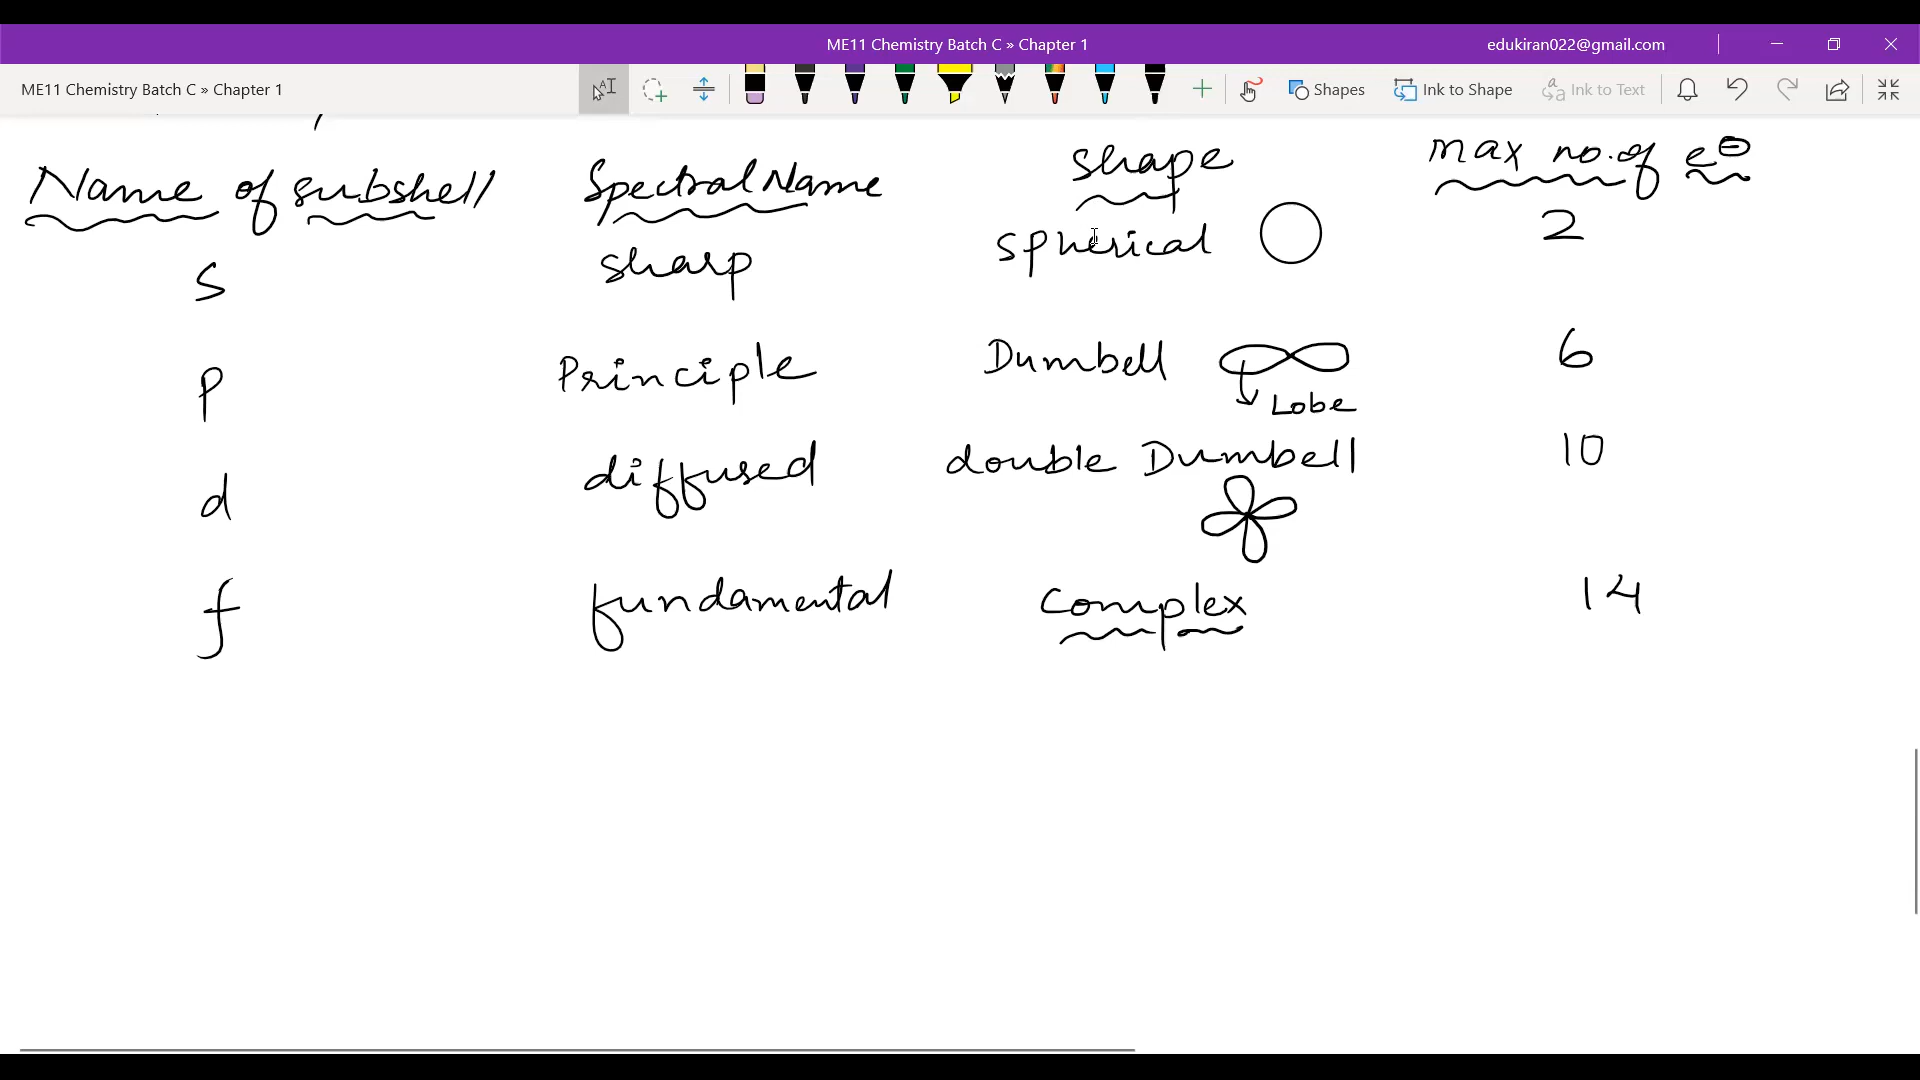 ME11 Chemistry Batch C » Chapter 1
edukiran022@gmail.com
ME11 Chemistry Batch C » Chapter 1
Shapes
Ink to Shape
Ink to Text
Name of subshell Spectral Name shape max no. of e⊖
s sharp spherical 2
p Principle Dumbell 6
Lobe
d diffused double Dumbell 10
f fundamental complex 14